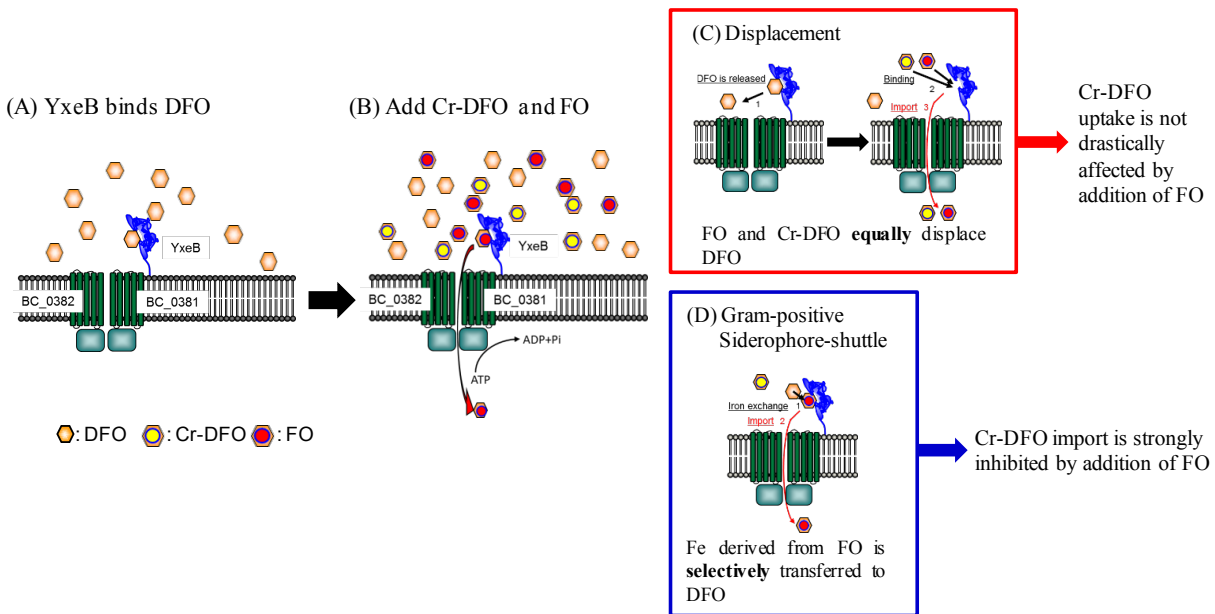 (A) YxeB binds DFO
YxeB
BC_0382
BC_0381
(B) Add Cr-DFO and FO
YxeB
BC_0382
BC_0381
ADP+Pi
ATP
: DFO
: Cr-DFO
: FO
(C) Displacement
DFO is released
1
Binding
2
Import 3
FO and Cr-DFO equally displace
DFO
Cr-DFO
uptake is not
drastically
affected by
addition of FO
(D) Gram-positive
Siderophore-shuttle
Iron exchange 1
Import 2
Fe derived from FO is
selectively transferred to
DFO
Cr-DFO import is strongly
inhibited by addition of FO